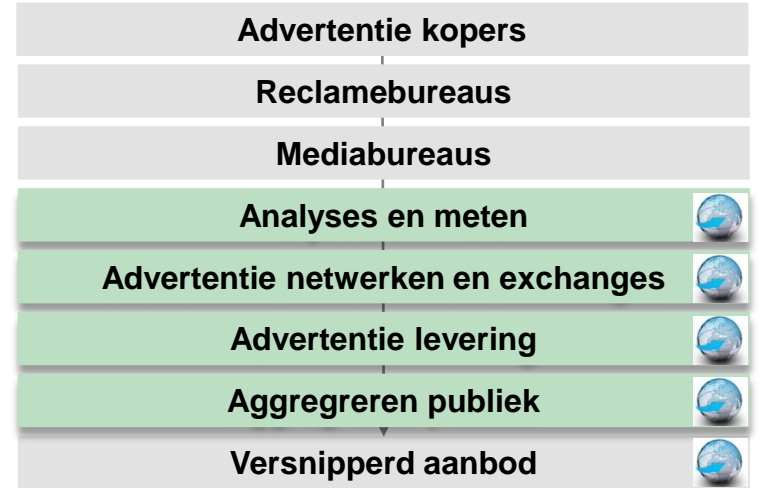 Advertentie kopers
Reclamebureaus
Mediabureaus
Analyses en meten
Advertentie netwerken en exchanges
Advertentie levering
Aggregreren publiek
Versnipperd aanbod